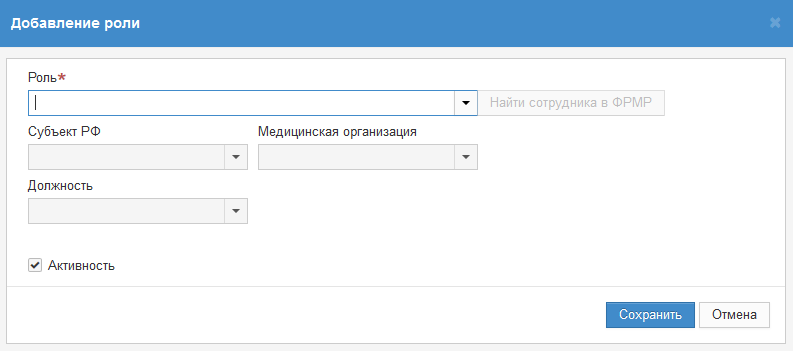 Добавление роли
Роль*
Найти сотрудника в ФРМР
Субъект РФ
Медицинская организация
Должность
Активность
Сохранить
Отмена